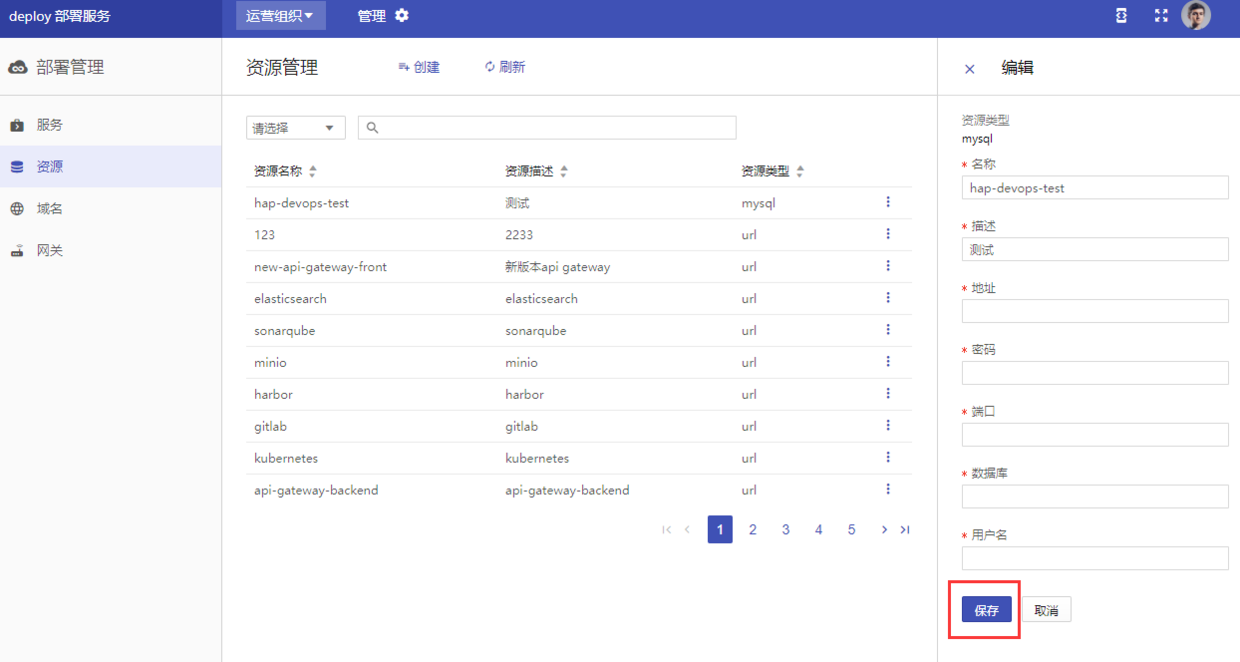 deploy 部署服务
运营组织
管理
部署管理
服务
资源
域名
网关
资源管理
创建
刷新
请选择
资源名称 资源描述 资源类型
hap-devops-test 测试 mysql
123 2233 url
new-api-gateway-front 新版本api gateway url
elasticsearch elasticsearch url
sonarqube sonarqube url
minio minio url
harbor harbor url
gitlab gitlab url
kubernetes kubernetes url
api-gateway-backend api-gateway-backend url
1 2 3 4 5
编辑
资源类型
mysql
* 名称
hap-devops-test
* 描述
测试
* 地址
* 密码
* 端口
* 数据库
* 用户名
保存 取消